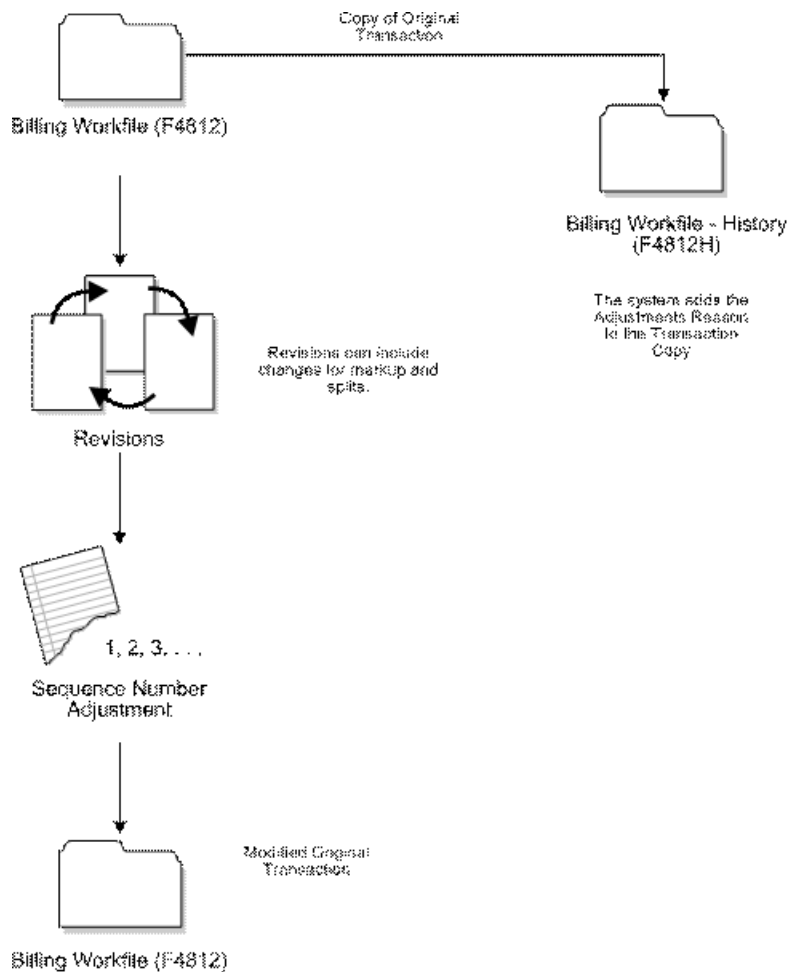 Copy of Original
Transaction
Billing Workfile (F4812)
Billing Workfile - History
(F4812H)
The system adds the
Adjustments Reason
to the Transaction
Copy
Revisions can include
changes for markup and
splits.
Revisions
1, 2, 3. . . .
Sequence Number
Adjustment
Modified Original
Transaction
Billing Workfile (F4812)